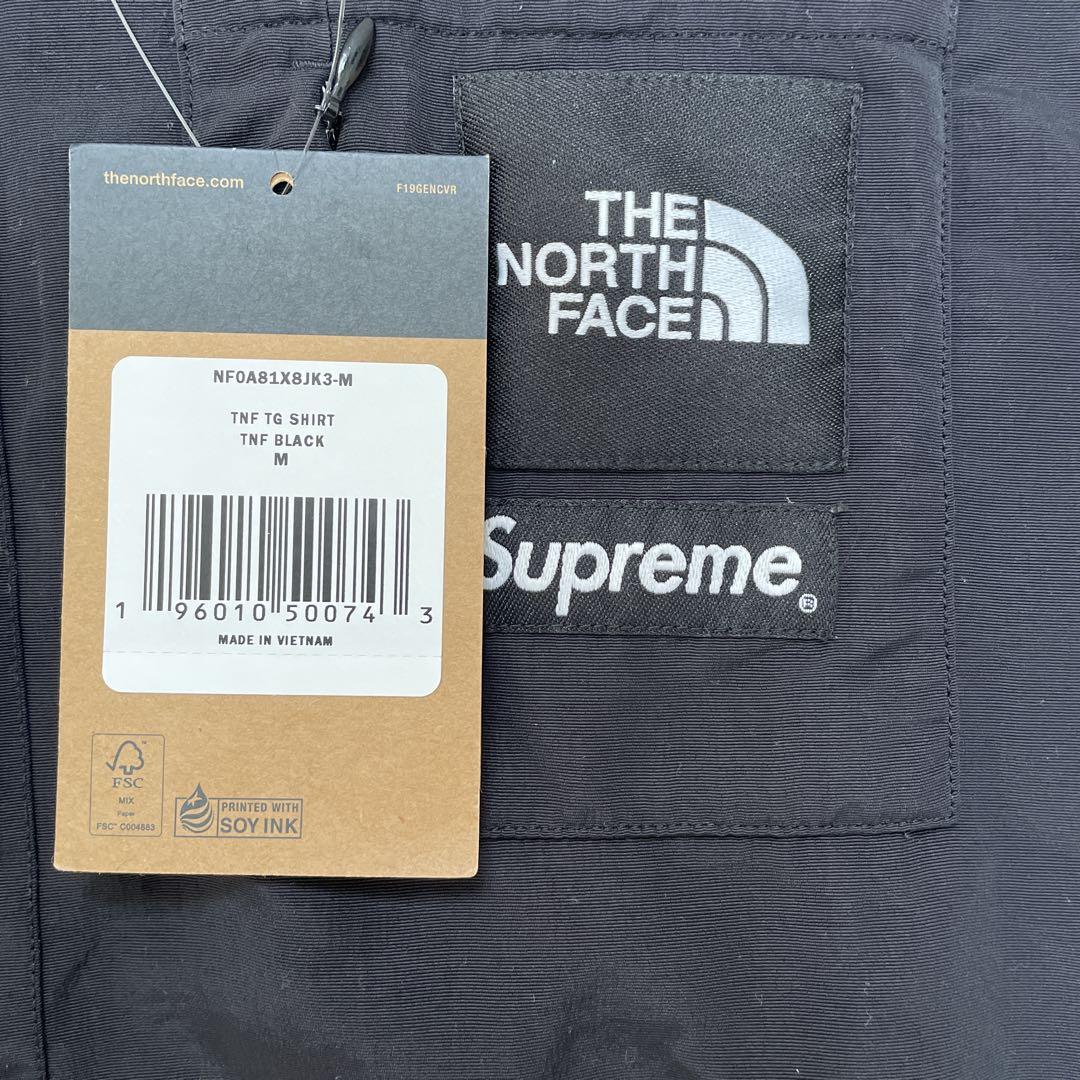 thenorthface.com
F19GENCVR
NF0A81X8JK3-M
TNF TG SHIRT
TNF BLACK
M
1 96010 50074 3
MADE IN VIETNAM
FSC
MIX
Paper
FSC™ C004883
PRINTED WITH
SOY INK
THE
NORTH
FACE
Supreme®